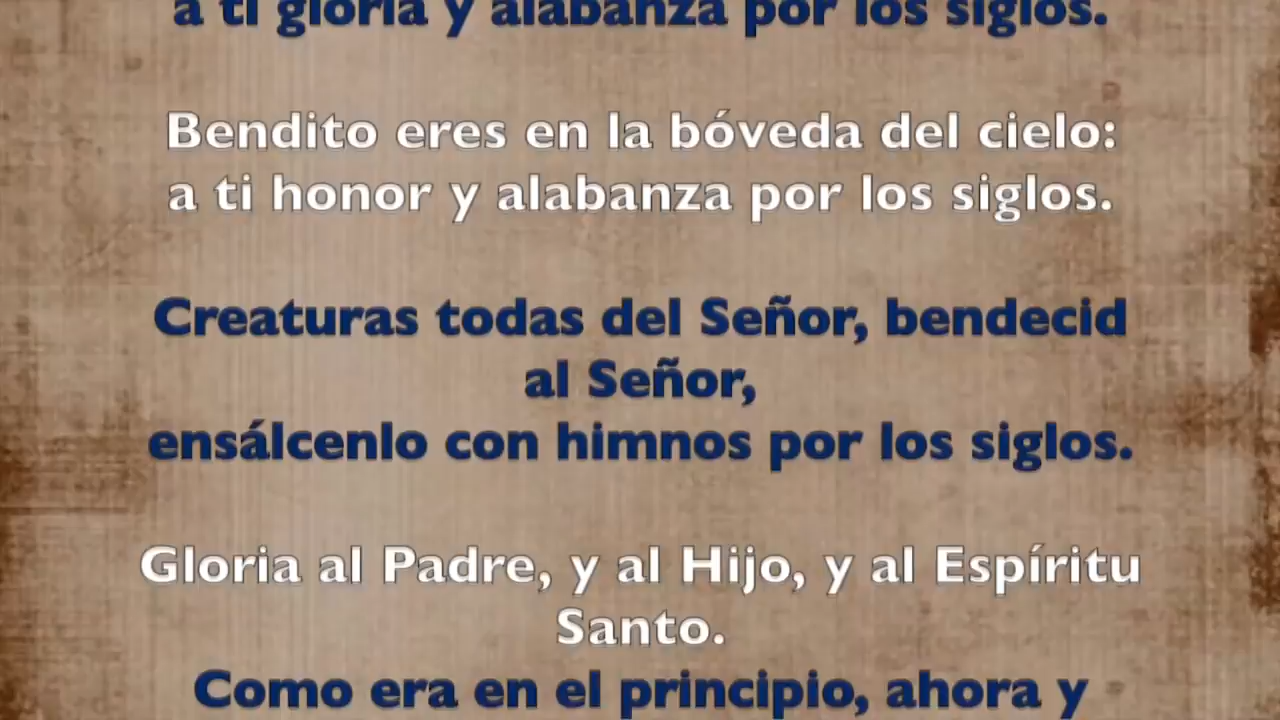 a ti gloria y alabanza por los siglos.
Bendito eres en la bóveda del cielo:
a ti honor y alabanza por los siglos.
Creaturas todas del Señor, bendecid
al Señor,
ensálcenlo con himnos por los siglos.
Gloria al Padre, y al Hijo, y al Espíritu
Santo.
Como era en el principio, ahora y